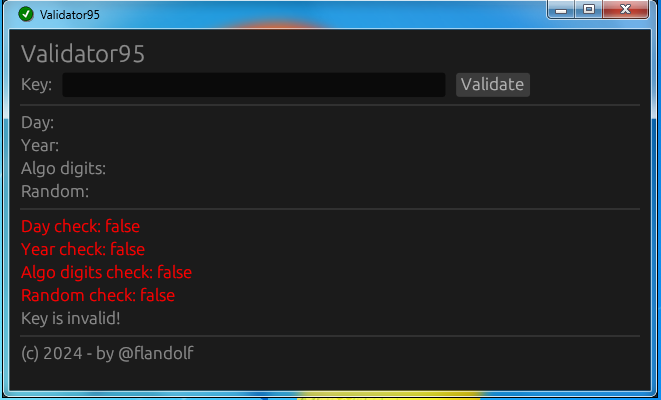 Validator95
Validator95
Key: Validate
Day:
Year:
Algo digits:
Random:
Day check: false
Year check: false
Algo digits check: false
Random check: false
Key is invalid!
(c) 2024 - by @flandolf